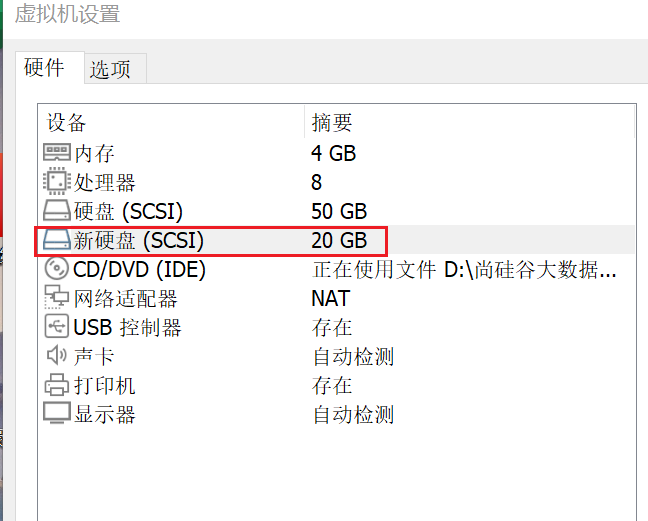 虚拟机设置
硬件 选项
设备 摘要
内存 4 GB
处理器 8
硬盘 (SCSI) 50 GB
新硬盘 (SCSI) 20 GB
CD/DVD (IDE) 正在使用文件 D:\尚硅谷大数据...
网络适配器 NAT
USB 控制器 存在
声卡 自动检测
打印机 存在
显示器 自动检测